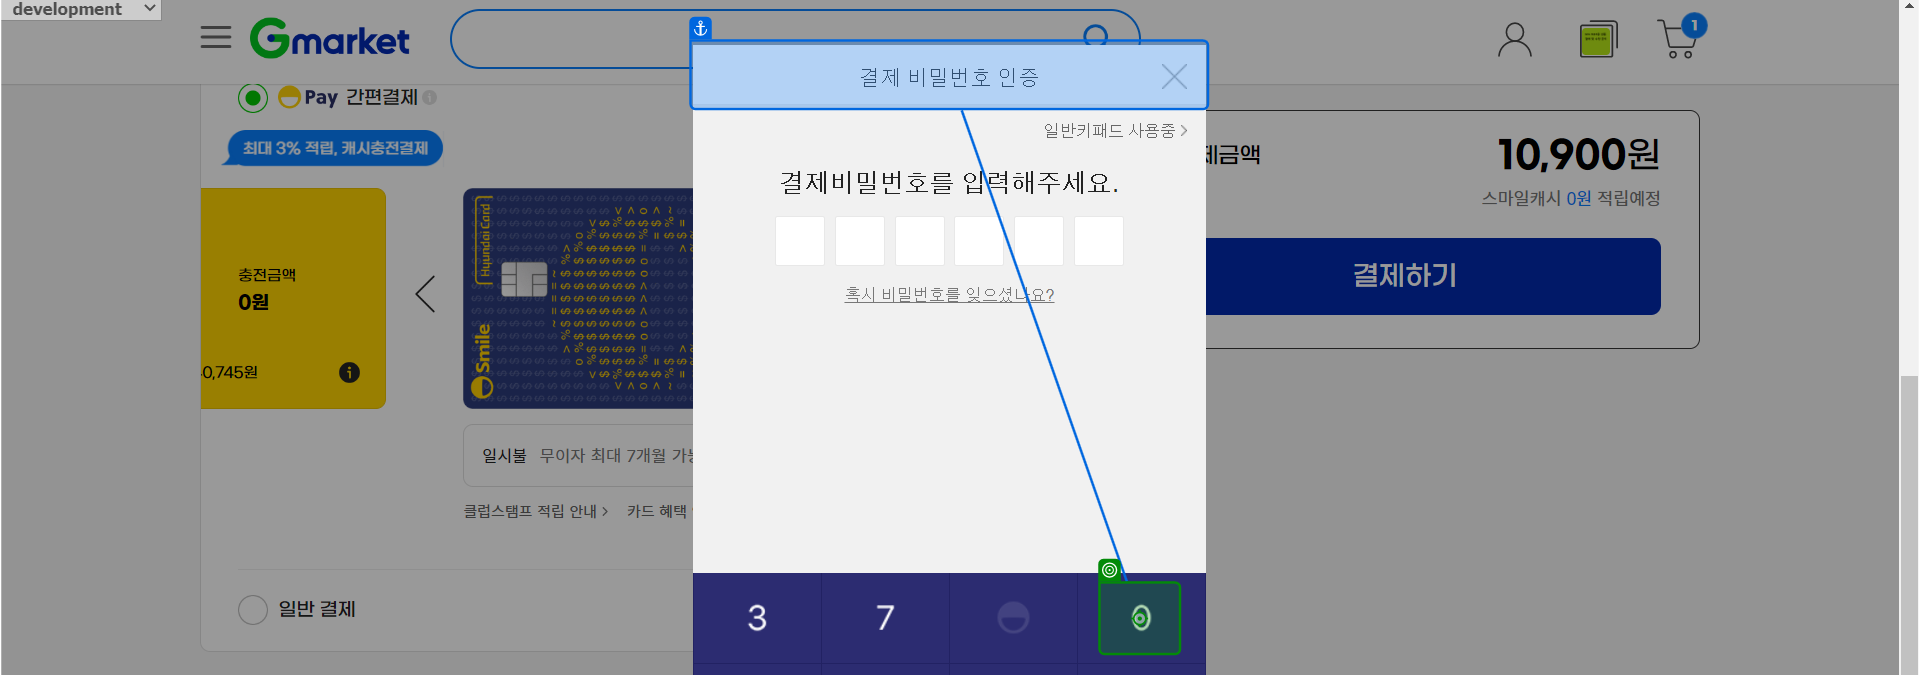 development
Gmarket
1
결제 비밀번호 인증
Pay 간편결제
일반키패드 사용중
최대 3% 적립, 캐시충전결제
제금액
10,900원
결제비밀번호를 입력해주세요.
스마일캐시 0원 적립예정
Hyundai Card
충전금액
0원
결제하기
혹시 비밀번호를 잊으셨나요?
Smile
0,745원
일시불 무이자 최대 7개월 가능
클럽스탬프 적립 안내
카드 혜택
일반 결제
3 7 0